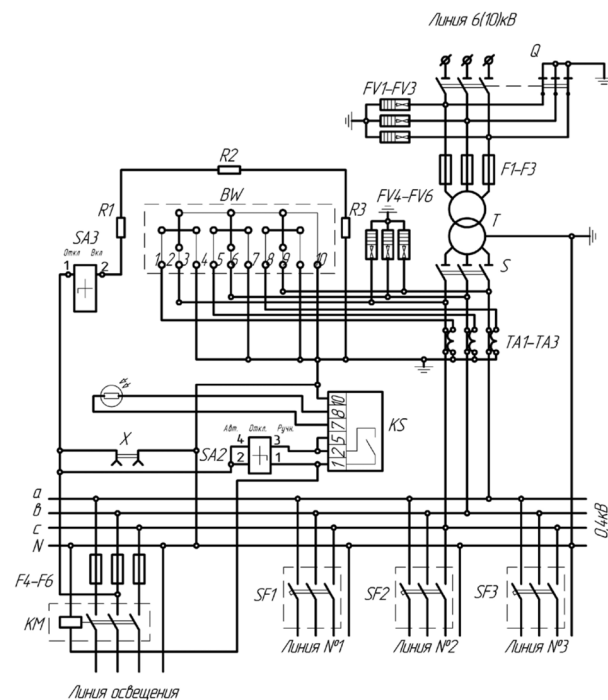 Линия 6(10)кВ
Q
FV1-FV3
R2
F1-F3
BW
FV4-FV6
R1
R3
T
SA3
Откл Вкл
1 2
1 2 3 4 5 6 7 8 9 10
S
TA1-TA3
10
8
7
5
2
1
KS
X
Авт. Откл. Ручн.
4 3
SA2
2 1
а
в
с
N
0.4кВ
F4-F6
SF1
SF2
SF3
KM
Линия №1
Линия №2
Линия №3
Линия освещения